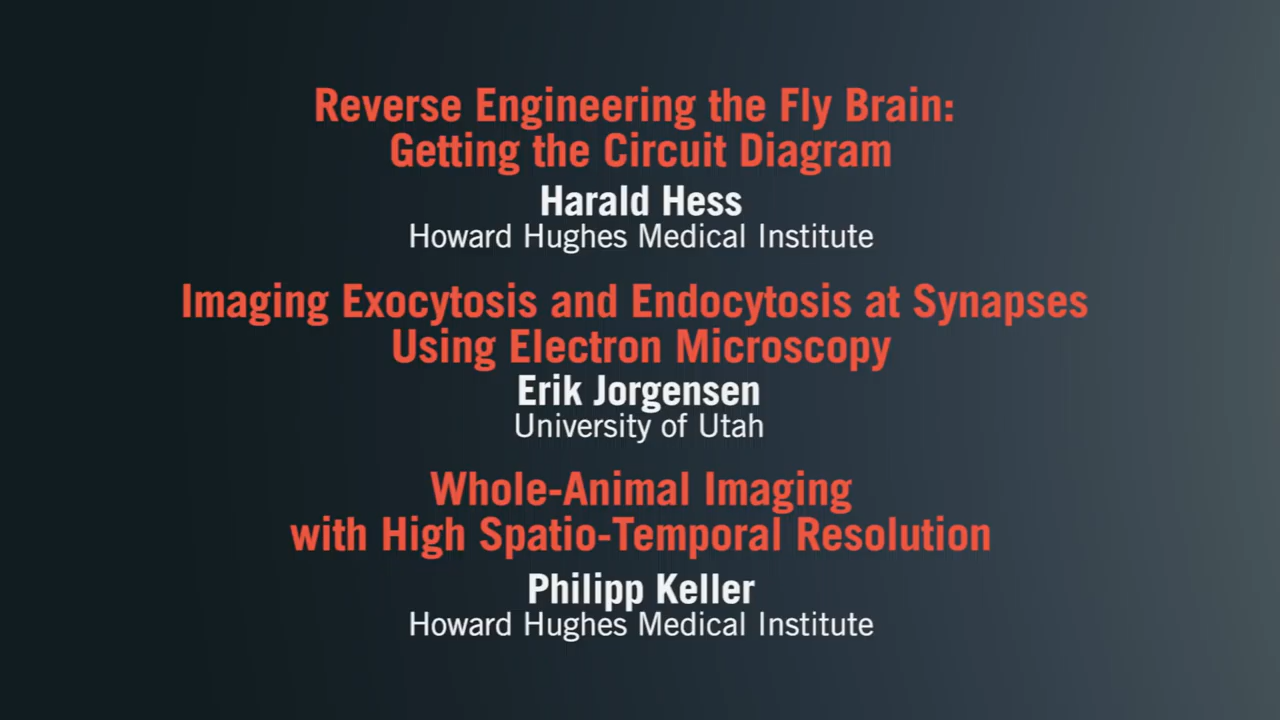 Reverse Engineering the Fly Brain:
Getting the Circuit Diagram
Harald Hess
Howard Hughes Medical Institute
Imaging Exocytosis and Endocytosis at Synapses
Using Electron Microscopy
Erik Jorgensen
University of Utah
Whole-Animal Imaging
with High Spatio-Temporal Resolution
Philipp Keller
Howard Hughes Medical Institute